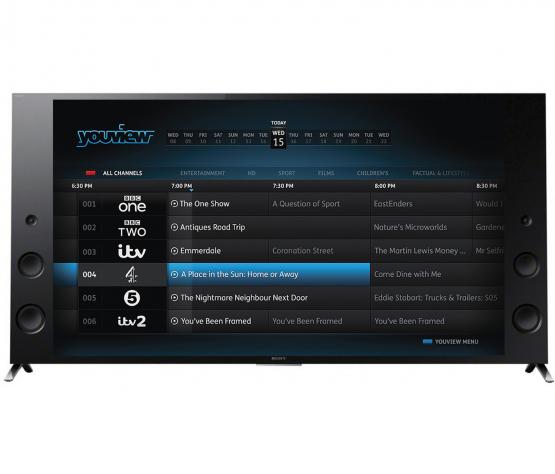 SONY
youview
TODAY
WED THU FRI SAT SUN MON TUE WED THU FRI SAT SUN MON TUE WED
08 09 10 11 12 13 14 15 16 17 18 19 20 21 22
ALL CHANNELS ENTERTAINMENT HD SPORT FILMS CHILDREN'S FACTUAL & LIFESTYLE
6:30 PM 7:00 PM 7:30 PM 8:00 PM 8:30 PM
001 BBC one The One Show A Question of Sport EastEnders Would I
002 BBC TWO Antiques Road Trip Nature's Microworlds Gardene
003 itv Emmerdale Coronation Street The Martin Lewis Money ... Mr Selfri
004 4 A Place in the Sun: Home or Away Come Dine with Me
005 5 The Nightmare Neighbour Next Door Eddie Stobart: Trucks & Trailers: S05
006 itv2 You've Been Framed You've Been Framed You've Been Framed
YOUVIEW MENU
SONY